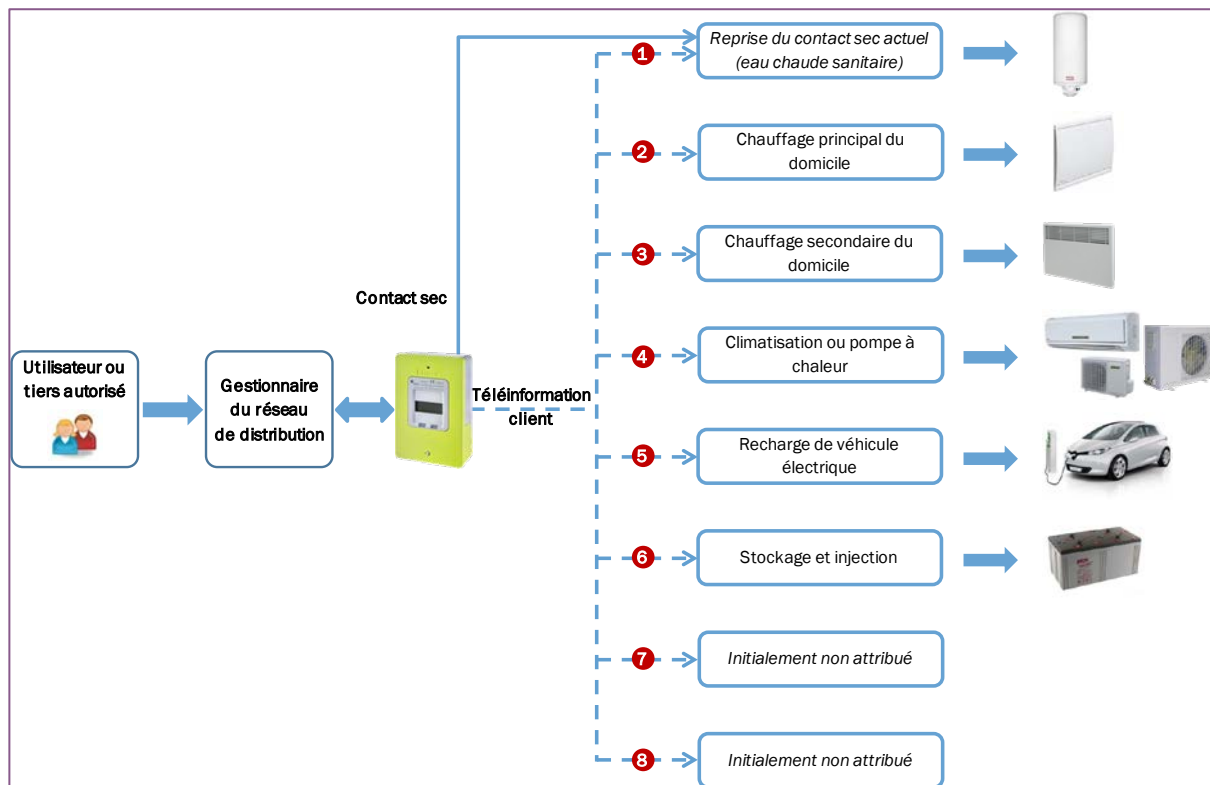 1
Reprise du contact sec actuel
(eau chaude sanitaire)
2
Chauffage principal du
domicile
3
Chauffage secondaire du
domicile
Contact sec
4
Climatisation ou pompe à
chaleur
Utilisateur ou
tiers autorisé
Gestionnaire
du réseau
de distribution
Téléinformation
client
5
Recharge de véhicule
électrique
6
Stockage et injection
7
Initialement non attribué
8
Initialement non attribué